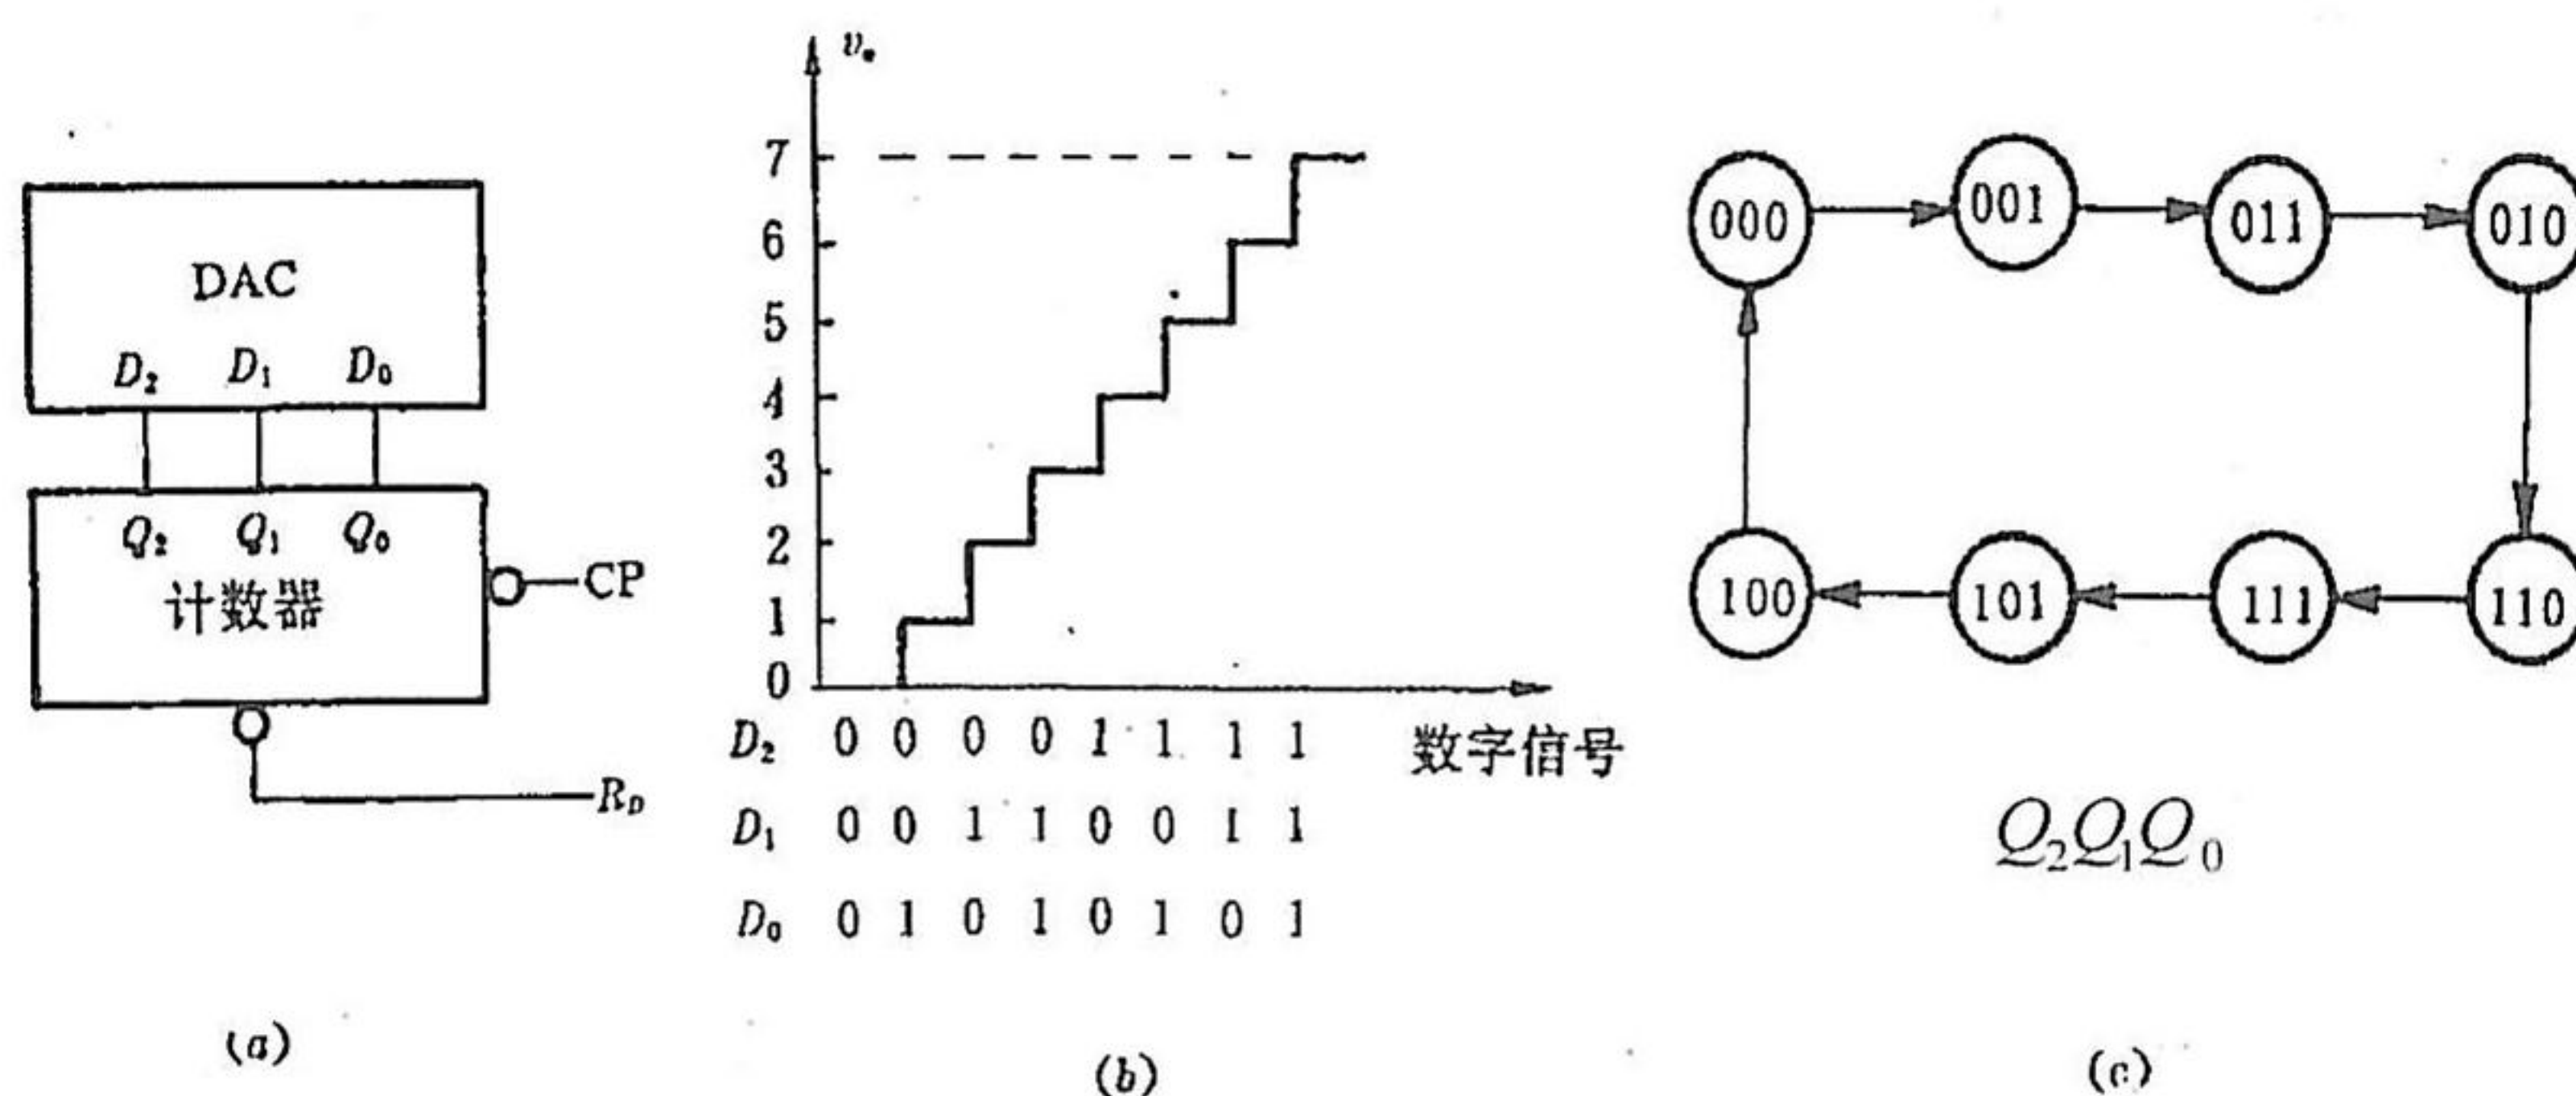 DAC
D₂ D₁ D₀
Q₂ Q₁ Q₀
计数器
CP
R_D
(a)
vₒ
7
6
5
4
3
2
1
0
D₂ 0 0 0 0 1 1 1 1 数字信号
D₁ 0 0 1 1 0 0 1 1
D₀ 0 1 0 1 0 1 0 1
(b)
000 001 011 010
100 101 111 110
Q₂Q₁Q₀
(c)